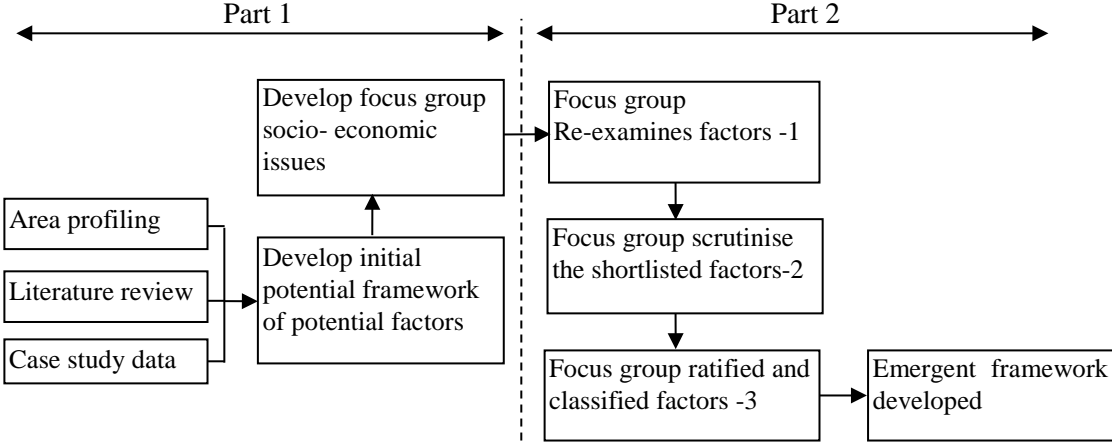 Part 1
Part 2
Area profiling
Literature review
Case study data
Develop initial
potential framework
of potential factors
Develop focus group
socio- economic
issues
Focus group
Re-examines factors -1
Focus group scrutinise
the shortlisted factors-2
Focus group ratified and
classified factors -3
Emergent framework
developed